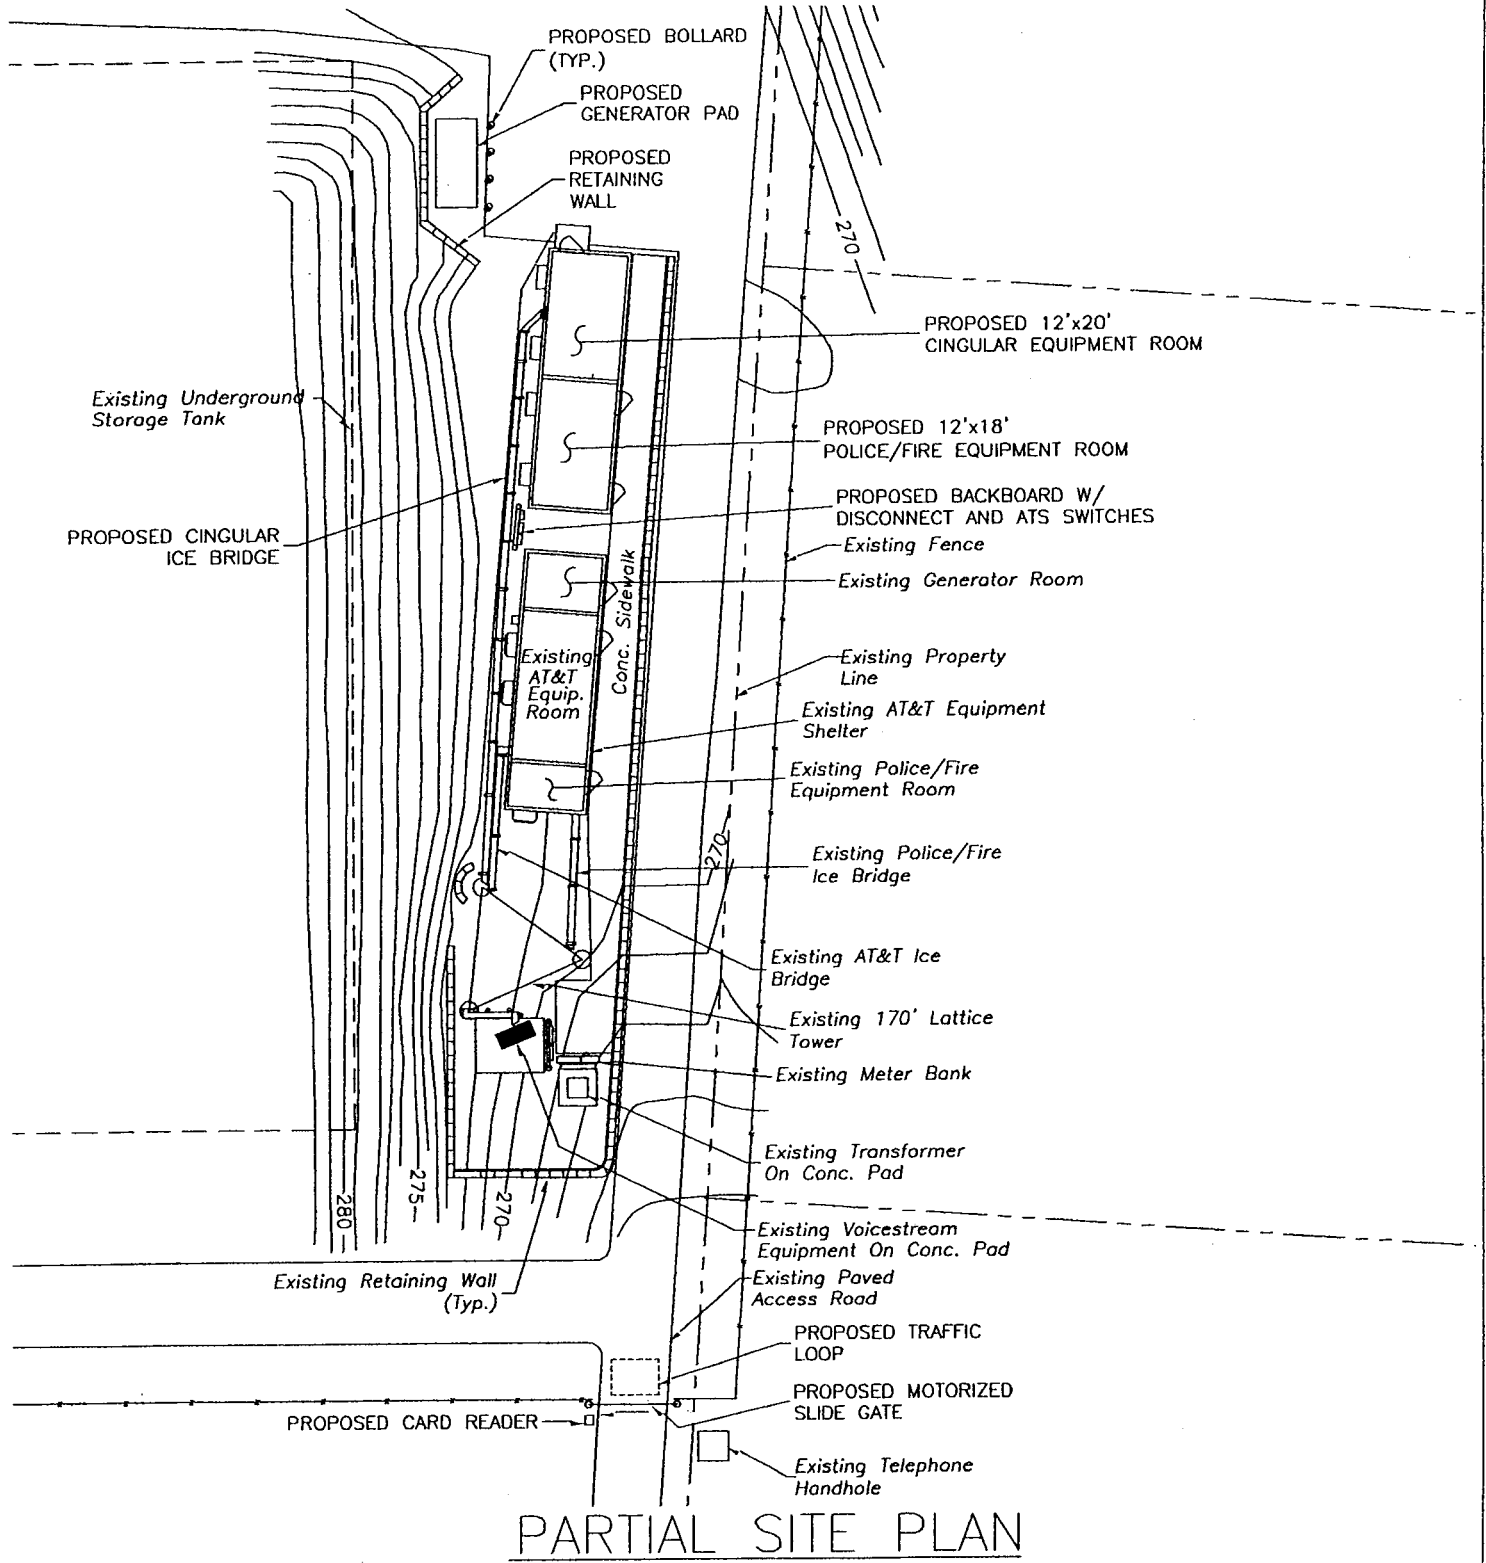 PROPOSED BOLLARD
(TYP.)
PROPOSED
GENERATOR PAD
PROPOSED
RETAINING
WALL
270
PROPOSED 12'x20'
CINGULAR EQUIPMENT ROOM
Existing Underground
Storage Tank
PROPOSED 12'x18'
POLICE/FIRE EQUIPMENT ROOM
PROPOSED BACKBOARD W/
DISCONNECT AND ATS SWITCHES
PROPOSED CINGULAR
ICE BRIDGE
Existing Fence
Existing Generator Room
Conc. Sidewalk
Existing
AT&T
Equip.
Room
Existing Property
Line
Existing AT&T Equipment
Shelter
Existing Police/Fire
Equipment Room
270
Existing Police/Fire
Ice Bridge
Existing AT&T Ice
Bridge
Existing 170' Lattice
Tower
Existing Meter Bank
Existing Transformer
On Conc. Pad
280
275
270
Existing Voicestream
Equipment On Conc. Pad
Existing Retaining Wall
(Typ.)
Existing Paved
Access Road
PROPOSED TRAFFIC
LOOP
PROPOSED MOTORIZED
SLIDE GATE
PROPOSED CARD READER
Existing Telephone
Handhole
PARTIAL SITE PLAN